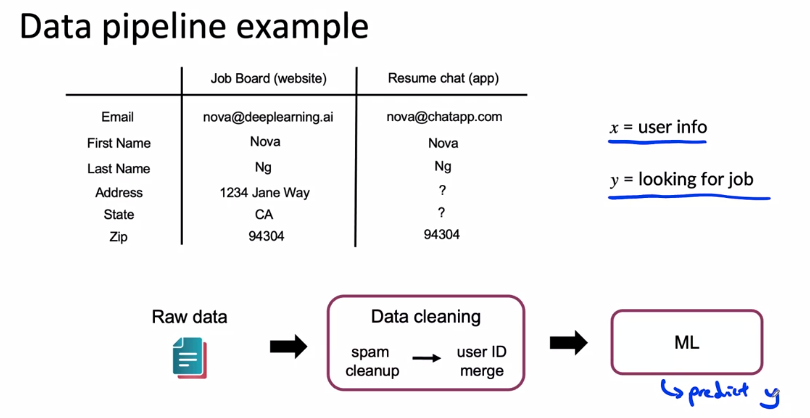 Data pipeline example
Job Board (website) Resume chat (app)
Email nova@deeplearning.ai nova@chatapp.com
First Name Nova Nova
Last Name Ng Ng
Address 1234 Jane Way ?
State CA ?
Zip 94304 94304
x = user info
y = looking for job
Raw data
Data cleaning
spam cleanup
user ID merge
ML
predict y